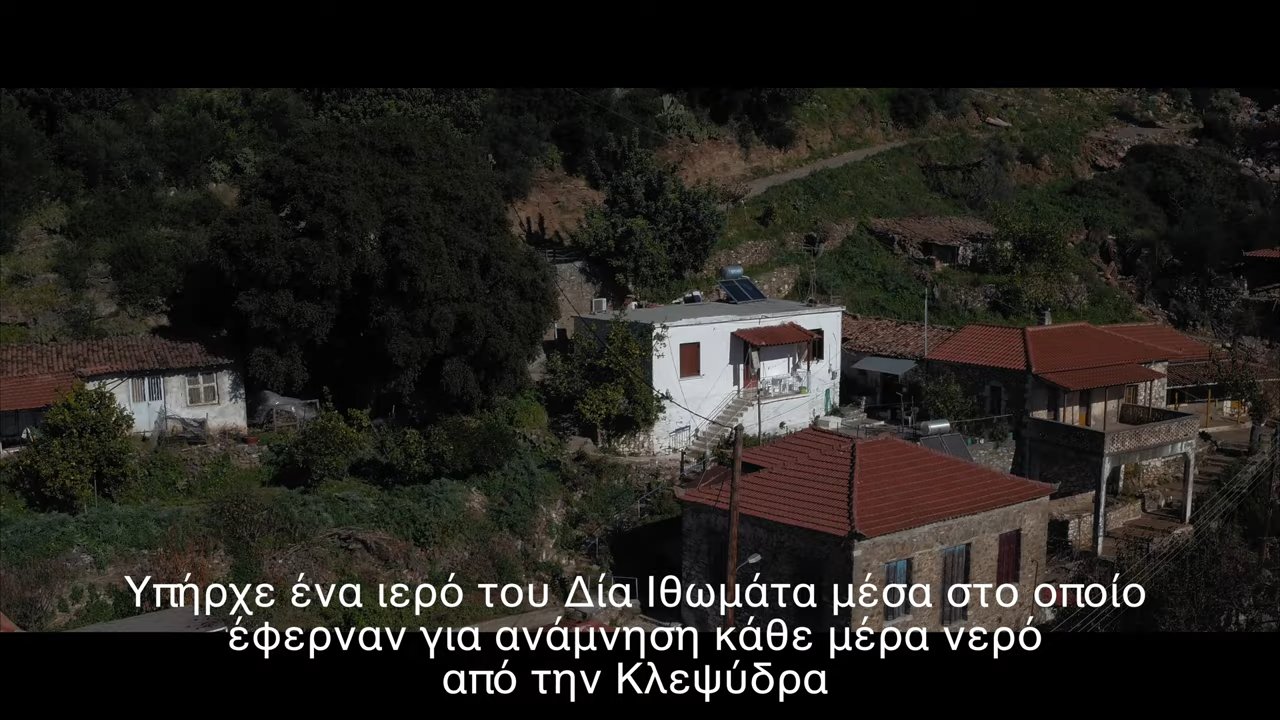 Υπήρχε ένα ιερό του Δία Ιθωμάτα μέσα στο οποίο
έφερναν για ανάμνηση κάθε μέρα νερό
από την Κλεψύδρα